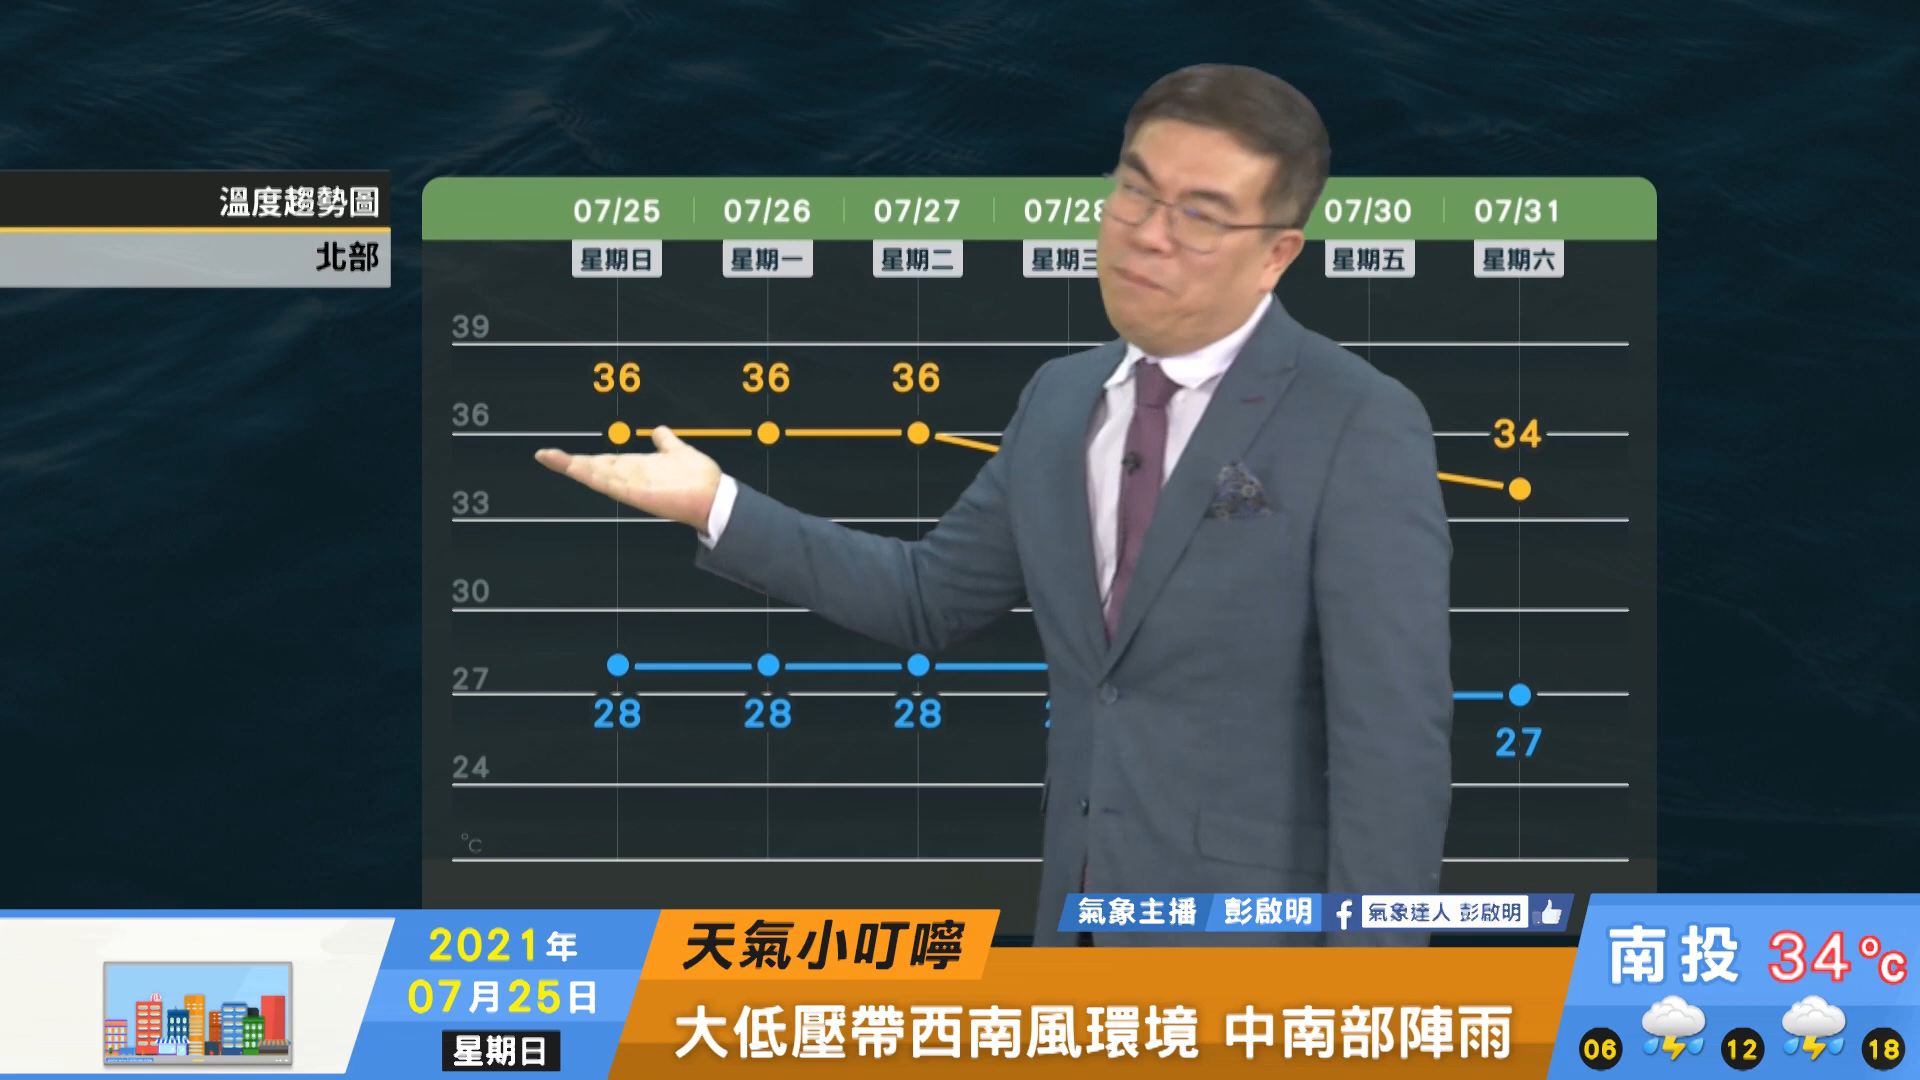 溫度趨勢圖
北部
07/25 07/26 07/27 07/28 07/30 07/31
星期日 星期一 星期二 星期三 星期五 星期六
39
36 36 36
36
34
33
30
27
28 28 28
27
24
°C
氣象主播 彭啟明 f 氣象達人 彭啟明
2021年
07月25日
星期日
天氣小叮嚀
大低壓帶西南風環境 中南部陣雨
南投 34°C
06 12 18